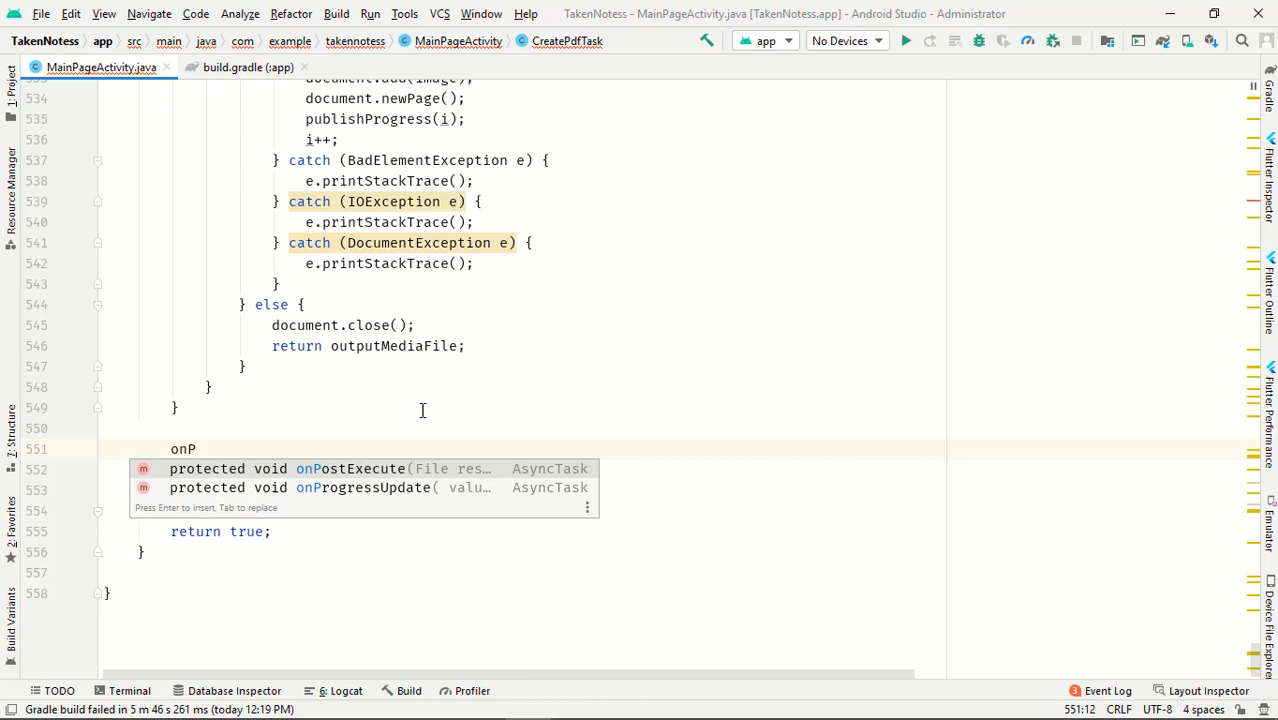 File Edit View Navigate Code Analyze Refactor Build Run Tools VCS Window Help TakenNotess - MainPageActivity.java [TakenNotess.app] - Android Studio - Administrator
TakenNotess app src main java com example takennotess MainPageActivity CreatePdfTask app No Devices
MainPageActivity.java build.gradle (:app)
534 document.newPage();
535 publishProgress(i);
536 i++;
537 } catch (BadElementException e) {
538 e.printStackTrace();
539 } catch (IOException e) {
540 e.printStackTrace();
541 } catch (DocumentException e) {
542 e.printStackTrace();
543 }
544 } else {
545 document.close();
546 return outputMediaFile;
547 }
548 }
549 }
550
551 onP
552 protected void onPostExecute(File res... AsyncTask
553 protected void onProgressUpdate( valu... AsyncTask
554 Press Enter to insert, Tab to replace
555 return true;
556 }
557
558 }
1: Project
Resource Manager
Z: Structure
2: Favorites
Build Variants
Gradle
Flutter Inspector
Flutter Outline
Flutter Performance
Emulator
Device File Explorer
TODO Terminal Database Inspector 6: Logcat Build Profiler 3 Event Log Layout Inspector
Gradle build failed in 5 m 46 s 261 ms (today 12:19 PM) 551:12 CRLF UTF-8 4 spaces